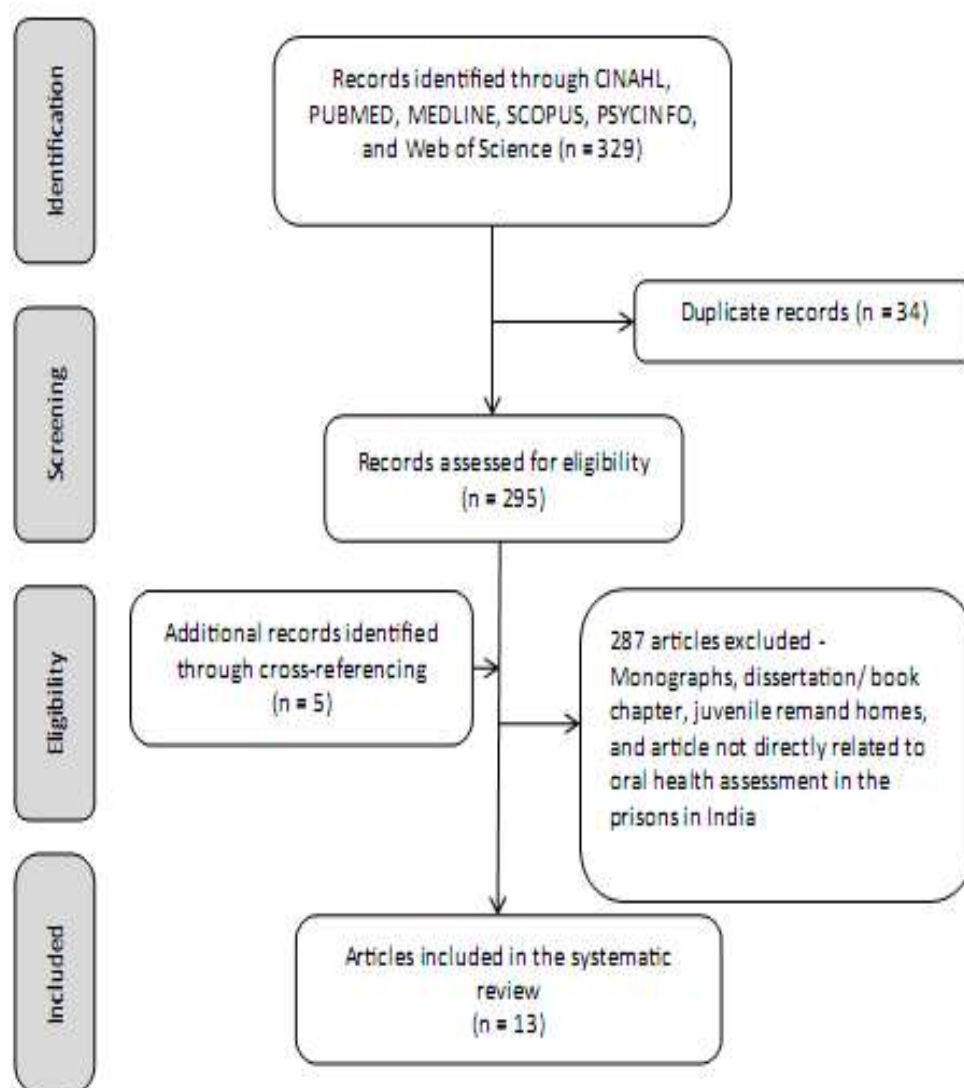 Identification
Records identified through CINAHL,
PUBMED, MEDLINE, SCOPUS, PSYCINFO,
and Web of Science (n = 329)
Duplicate records (n = 34)
Screening
Records assessed for eligibility
(n = 295)
Eligibility
Additional records identified
through cross-referencing
(n = 5)
287 articles excluded -
Monographs, dissertation/ book
chapter, juvenile remand homes,
and article not directly related to
oral health assessment in the
prisons in India
Included
Articles included in the systematic
review
(n = 13)